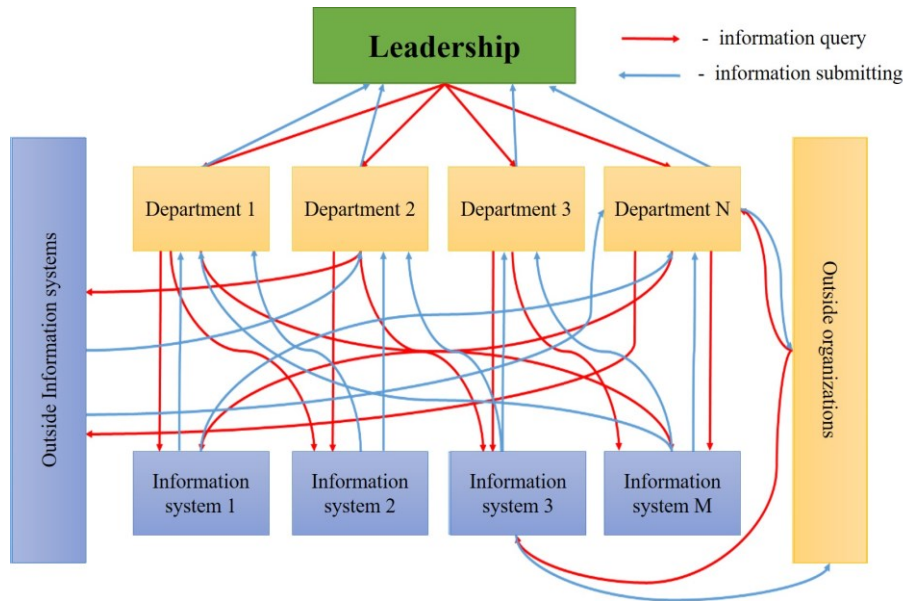 Leadership
- information query
- information submitting
Outside Information systems
Department 1
Department 2
Department 3
Department N
Outside organizations
Information
system 1
Information
system 2
Information
system 3
Information
system M